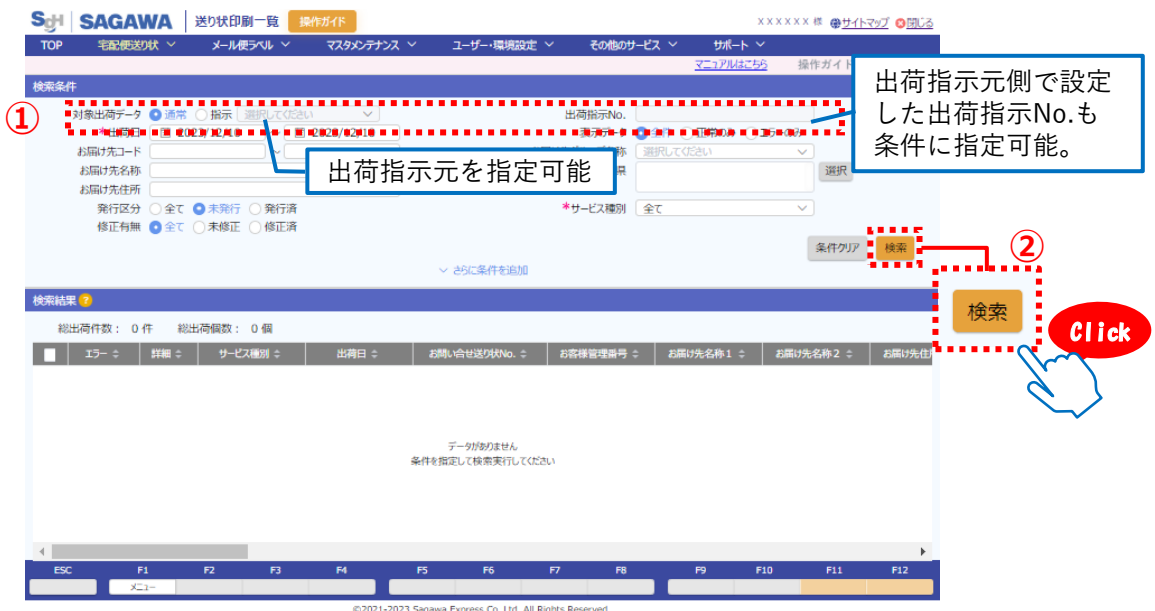 SgH SAGAWA 送り状印刷一覧 操作ガイド XXXXXX 様 サイトマップ 閉じる
TOP 宅配便送り状 メール便ラベル マスタメンテナンス ユーザー・環境設定 その他のサービス サポート
マニュアルはこちら 操作ガイド
検索条件
①
対象出荷データ 通常 指示 選択してください 出荷指示No.
出荷指示元側で設定
した出荷指示No.も
条件に指定可能。
*出荷日
お届け先コード ~ 選択してください
出荷指示元を指定可能
お届け先名称 選択
お届け先住所
発行区分 全て 未発行 発行済 *サービス種別 全て
修正有無 全て 未修正 修正済
条件クリア 検索
②
さらに条件を追加
検索
Click
検索結果 ?
総出荷件数: 0 件 総出荷個数: 0 個
エラー 詳細 サービス種別 出荷日 お問い合せ送り状No. お客様管理番号 お届け先名称1 お届け先名称2 お届け先住
データがありません
条件を指定して検索実行してください
ESC F1 F2 F3 F4 F5 F6 F7 F8 F9 F10 F11 F12
メニュー
©2021-2023 Sagawa Express Co.,Ltd. All Rights Reserved.